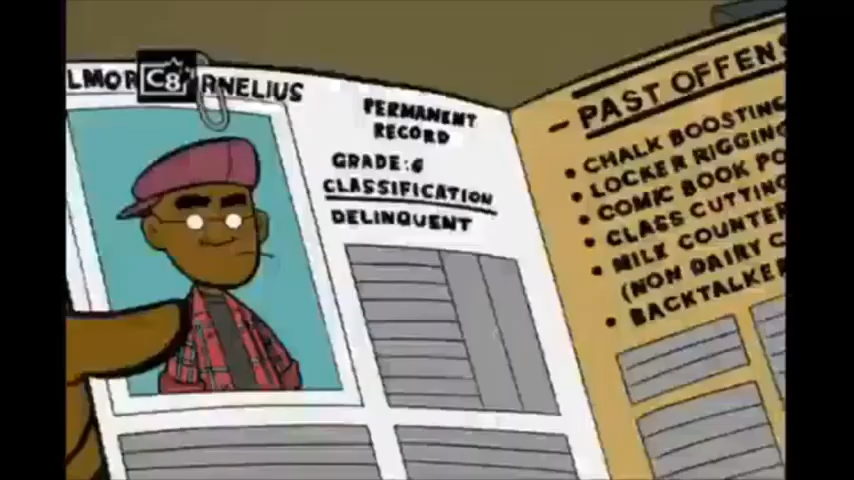 LMOR RNELIUS
C8
PERMANENT
RECORD
GRADE:6
CLASSIFICATION
DELINQUENT
- PAST OFFENS
• CHALK BOOSTING
• LOCKER RIGGING
• COMIC BOOK PO
• CLASS CUTTING
• MILK COUNTER
(NON DAIRY C
• BACKTALKER